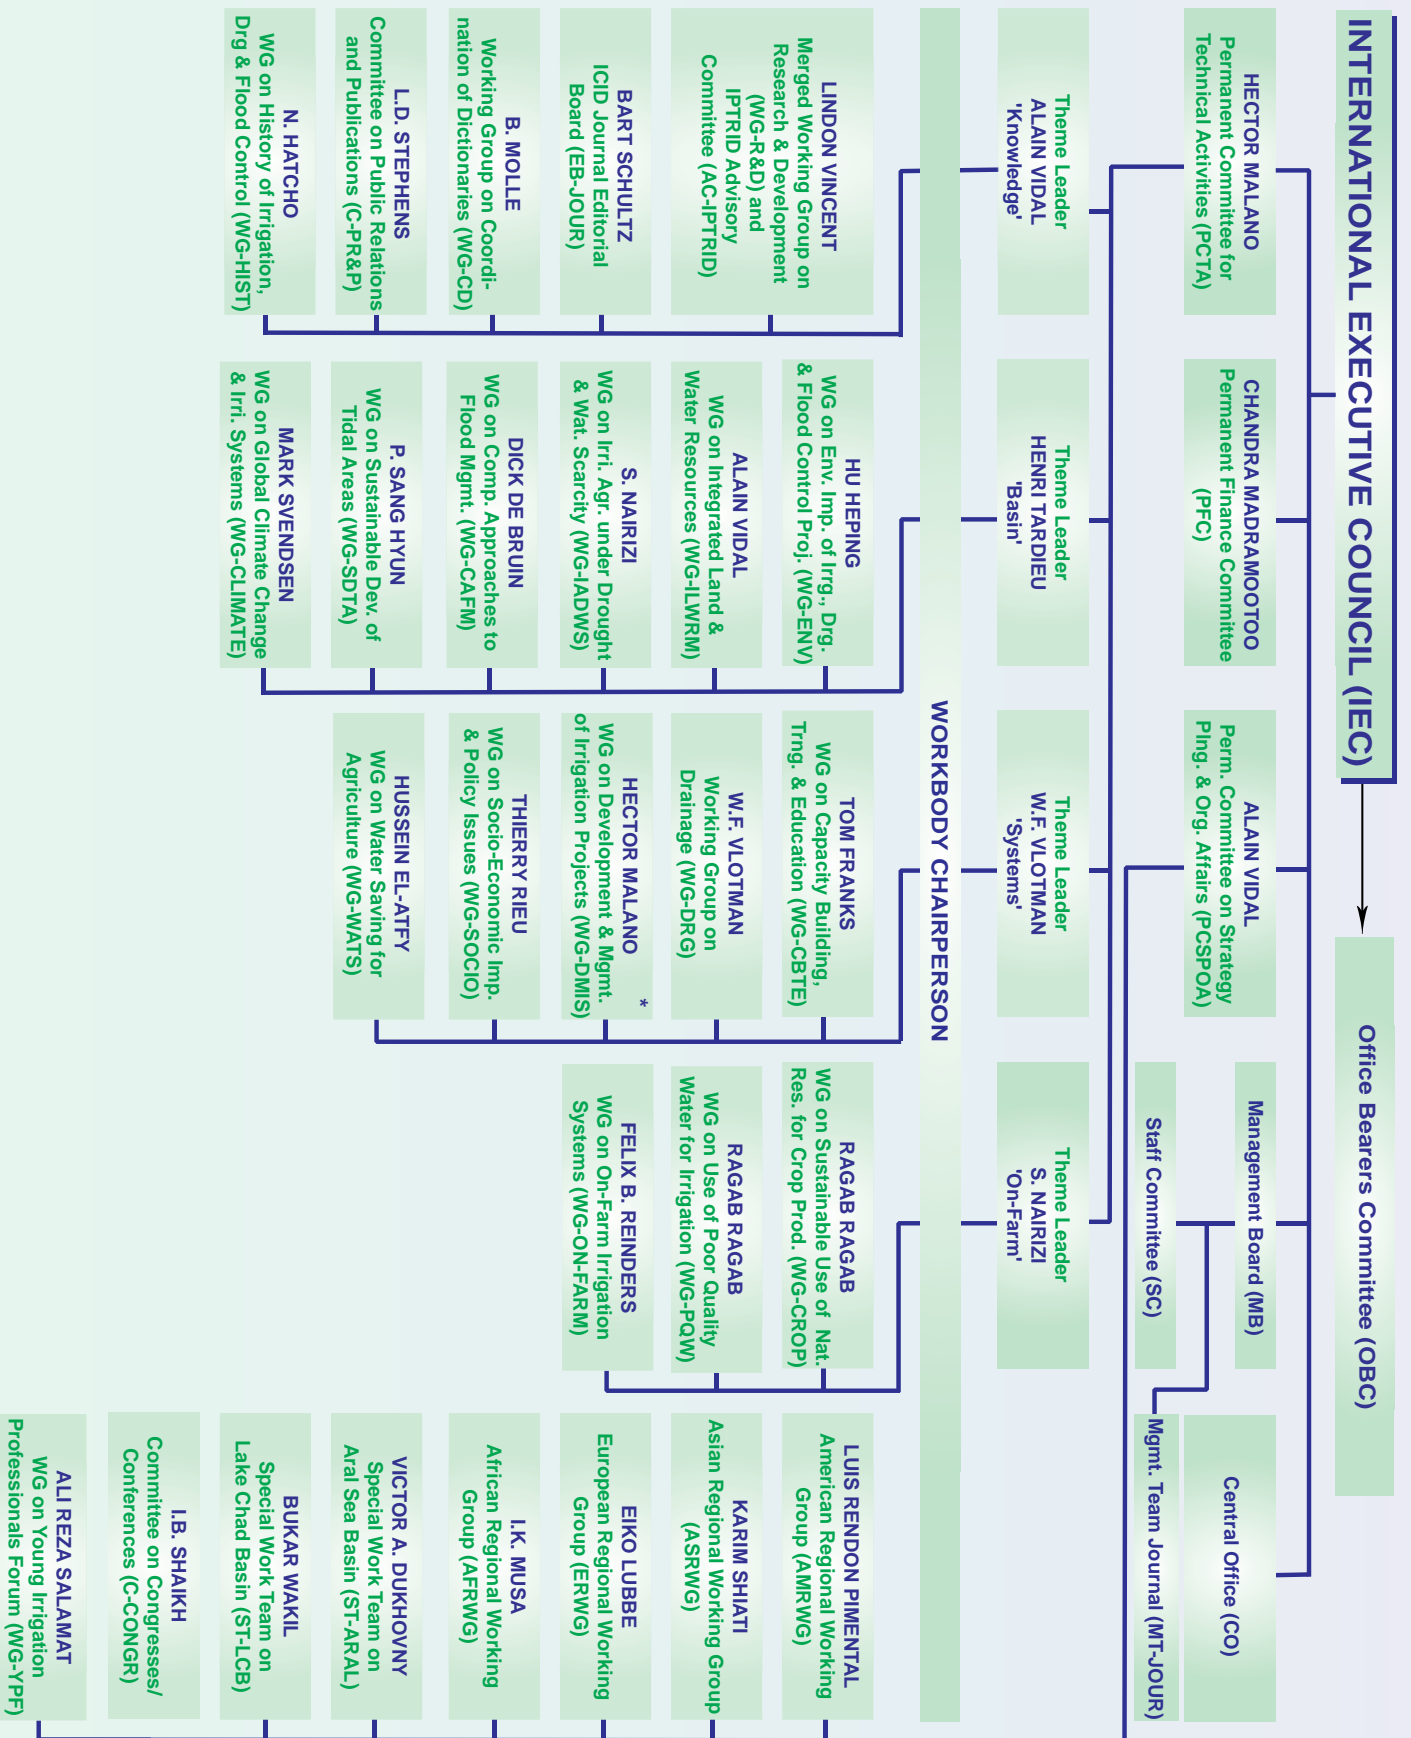 INTERNATIONAL EXECUTIVE COUNCIL (IEC)
Office Bearers Committee (OBC)
HECTOR MALANO
Permanent Committee for
Technical Activities (PCTA)
CHANDRA MADRAMOOTOO
Permanent Finance Committee
(PFC)
ALAIN VIDAL
Perm. Committee on Strategy
Plng. & Org. Affairs (PCSPOA)
Management Board (MB)
Staff Committee (SC)
Central Office (CO)
Mgmt. Team Journal (MT-JOUR)
Theme Leader
ALAIN VIDAL
'Knowledge'
Theme Leader
HENRI TARDIEU
'Basin'
Theme Leader
W.F. VLOTMAN
'Systems'
Theme Leader
S. NAIRIZI
'On-Farm'
WORKBODY CHAIRPERSON
LINDON VINCENT
Merged Working Group on
Research & Development
(WG-R&D) and
IPTRID Advisory
Committee (AC-IPTRID)
BART SCHULTZ
ICID Journal Editorial
Board (EB-JOUR)
B. MOLLE
Working Group on Coordi-
nation of Dictionaries (WG-CD)
L.D. STEPHENS
Committee on Public Relations
and Publications (C-PR&P)
N. HATCHO
WG on History of Irrigation,
Drg & Flood Control (WG-HIST)
HU HEPING
WG on Env. Imp. of Irrg., Drg.
& Flood Control Proj. (WG-ENV)
ALAIN VIDAL
WG on Integrated Land &
Water Resources (WG-ILWRM)
S. NAIRIZI
WG on Irri. Agr. under Drought
& Wat. Scarcity (WG-IADWS)
DICK DE BRUIN
WG on Comp. Approaches to
Flood Mgmt. (WG-CAFM)
P. SANG HYUN
WG on Sustainable Dev. of
Tidal Areas (WG-SDTA)
MARK SVENDSEN
WG on Global Climate Change
& Irri. Systems (WG-CLIMATE)
TOM FRANKS
WG on Capacity Building,
Trng. & Education (WG-CBTE)
W.F. VLOTMAN
Working Group on
Drainage (WG-DRG)
*
HECTOR MALANO
WG on Development & Mgmt.
of Irrigation Projects (WG-DMIS)
THIERRY RIEU
WG on Socio-Economic Imp.
& Policy Issues (WG-SOCIO)
HUSSEIN EL-ATFY
WG on Water Saving for
Agriculture (WG-WATS)
RAGAB RAGAB
WG on Sustainable Use of Nat.
Res. for Crop Prod. (WG-CROP)
RAGAB RAGAB
WG on Use of Poor Quality
Water for Irrigation (WG-PQW)
FELIX B. REINDERS
WG on On-Farm Irrigation
Systems (WG-ON-FARM)
LUIS RENDON PIMENTAL
American Regional Working
Group (AMRWG)
KARIM SHIATI
Asian Regional Working Group
(ASRWG)
EIKO LUBBE
European Regional Working
Group (ERWG)
I.K. MUSA
African Regional Working
Group (AFRWG)
VICTOR A. DUKHOVNY
Special Work Team on
Aral Sea Basin (ST-ARAL)
BUKAR WAKIL
Special Work Team on
Lake Chad Basin (ST-LCB)
I.B. SHAIKH
Committee on Congresses/
Conferences (C-CONGR)
ALI REZA SALAMAT
WG on Young Irrigation
Professionals Forum (WG-YPF)